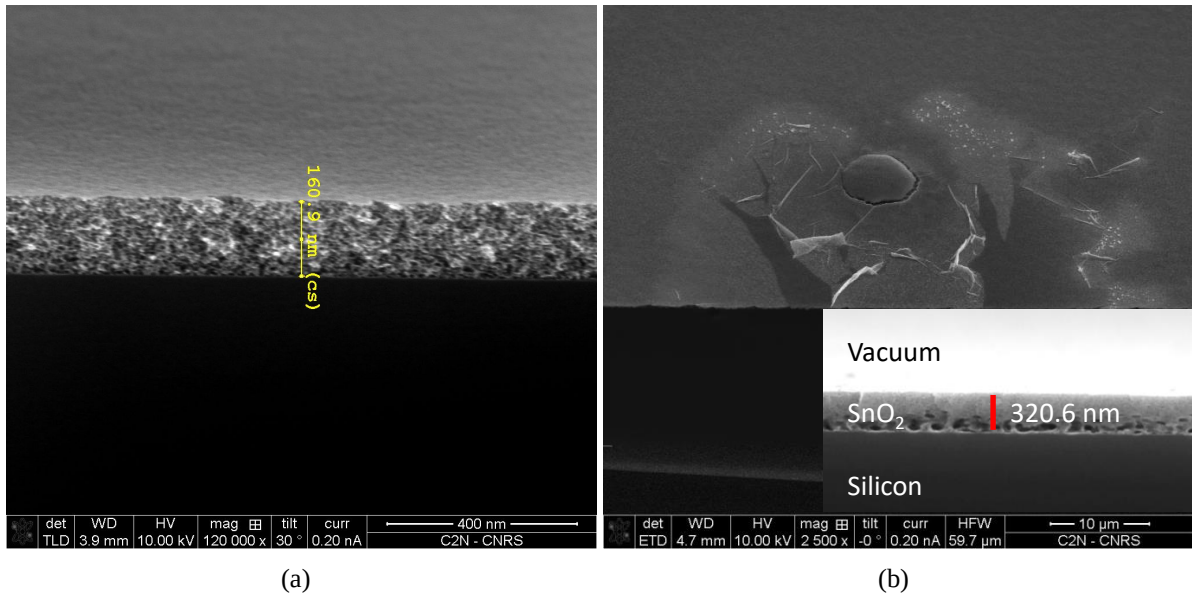 160.9 nm (cs)
det WD HV mag tilt curr 400 nm
TLD 3.9 mm 10.00 kV 120 000 x 30 ° 0.20 nA C2N - CNRS
Vacuum
SnO₂ 320.6 nm
Silicon
det WD HV mag tilt curr HFW 10 µm
ETD 4.7 mm 10.00 kV 2 500 x -0 ° 0.20 nA 59.7 µm C2N - CNRS
(a)
(b)